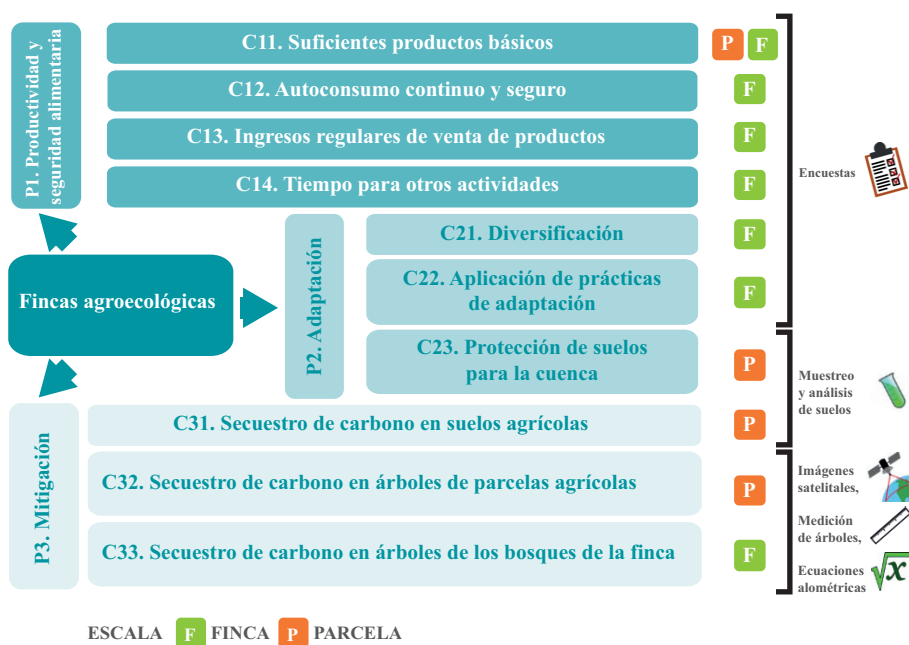 P1. Productividad y
seguridad alimentaria
C11. Suficientes productos básicos
P F
C12. Autoconsumo continuo y seguro
F
C13. Ingresos regulares de venta de productos
F
C14. Tiempo para otros actividades
F
Encuestas
Fincas agroecológicas
P2. Adaptación
C21. Diversificación
F
C22. Aplicación de prácticas
de adaptación
F
C23. Protección de suelos
para la cuenca
P
Muestreo
y análisis
de suelos
P3. Mitigación
C31. Secuestro de carbono en suelos agrícolas
P
C32. Secuestro de carbono en árboles de parcelas agrícolas
P
Imágenes
satelitales,
Medición
de árboles,
C33. Secuestro de carbono en árboles de los bosques de la finca
F
Ecuaciones
alométricas
√x
ESCALA F FINCA P PARCELA